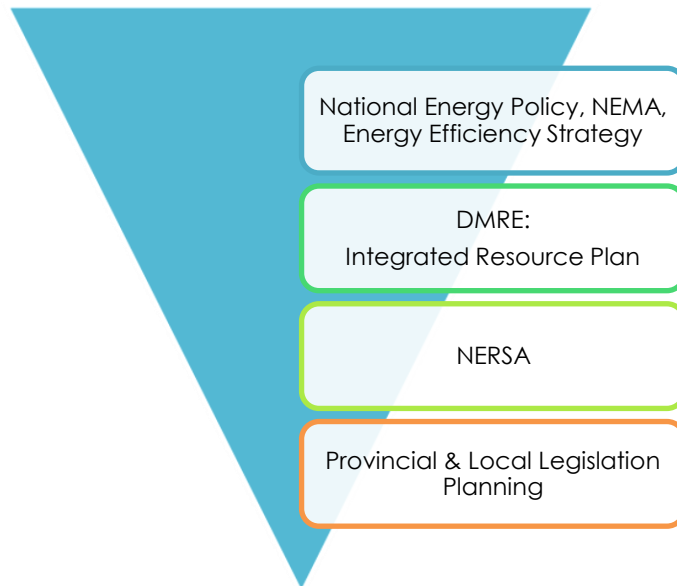 National Energy Policy, NEMA,
Energy Efficiency Strategy
DMRE:
Integrated Resource Plan
NERSA
Provincial & Local Legislation
Planning